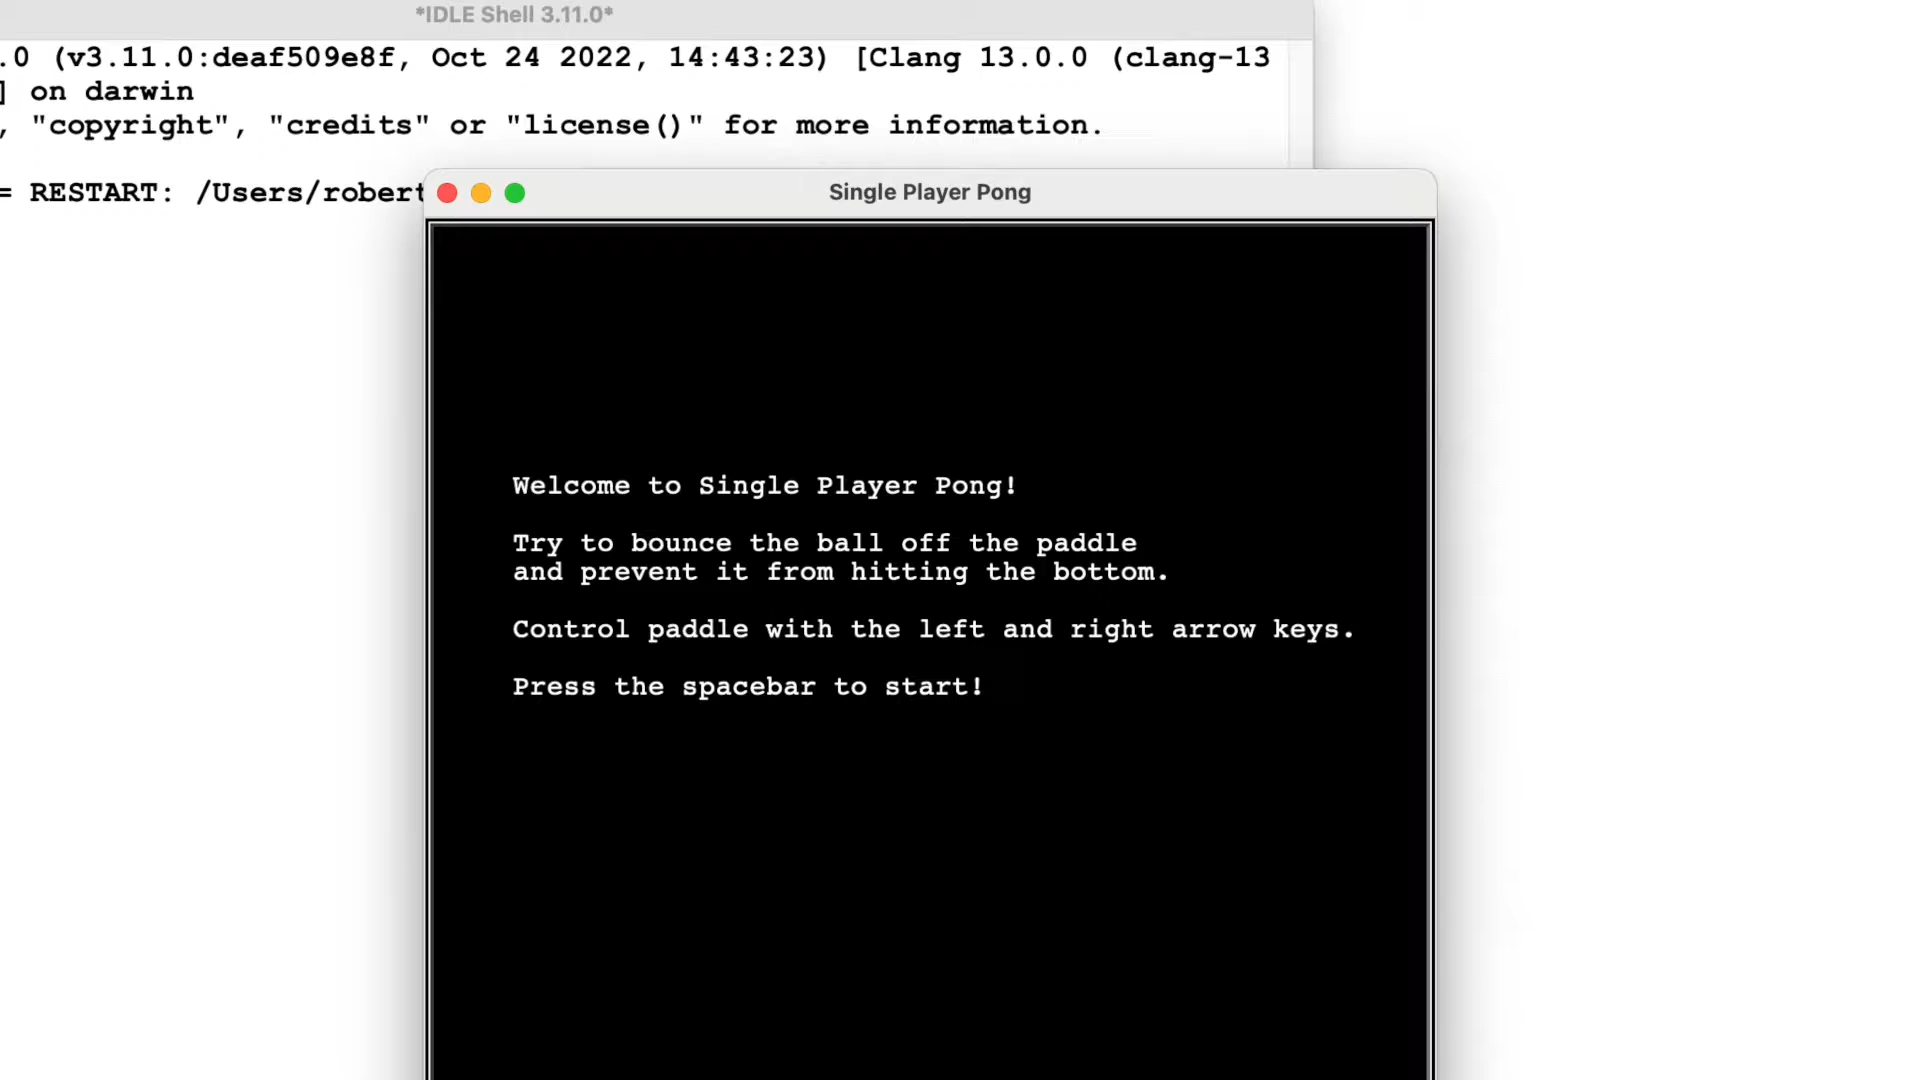 *IDLE Shell 3.11.0*
.0 (v3.11.0:deaf509e8f, Oct 24 2022, 14:43:23) [Clang 13.0.0 (clang-13
] on darwin
, "copyright", "credits" or "license()" for more information.
= RESTART: /Users/robert
Single Player Pong
Welcome to Single Player Pong!
Try to bounce the ball off the paddle
and prevent it from hitting the bottom.
Control paddle with the left and right arrow keys.
Press the spacebar to start!